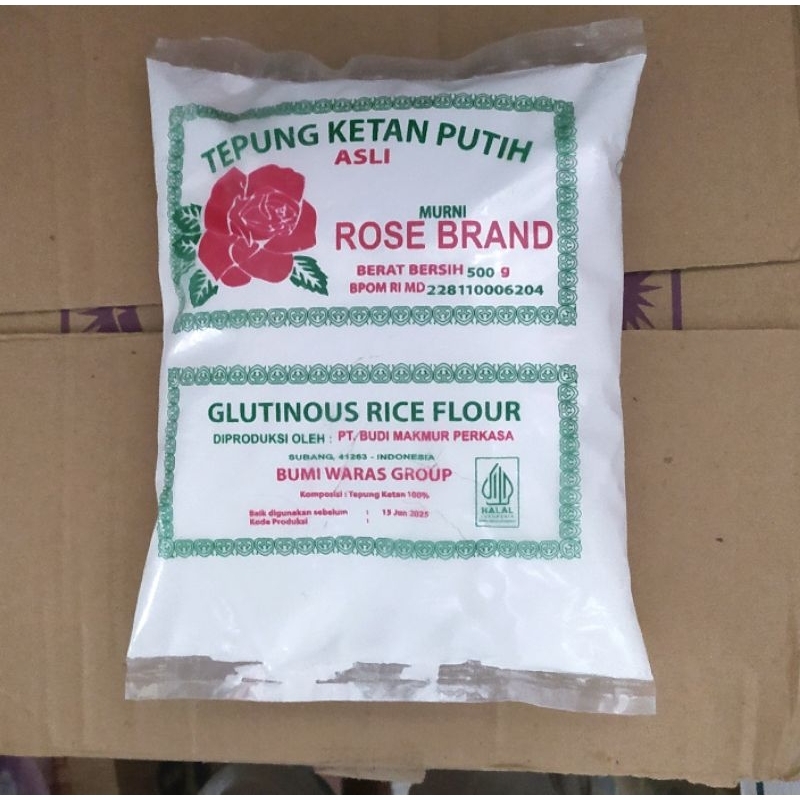 TEPUNG KETAN PUTIH
ASLI
MURNI
ROSE BRAND
BERAT BERSIH 500 g
BPOM RI MD 228110006204
GLUTINOUS RICE FLOUR
DIPRODUKSI OLEH : PT. BUDI MAKMUR PERKASA
SUBANG, 41263 - INDONESIA
BUMI WARAS GROUP
Komposisi : Tepung Ketan 100%
Baik digunakan sebelum : 15 Jan 2025
Kode Produksi :
HALAL
INDONESIA